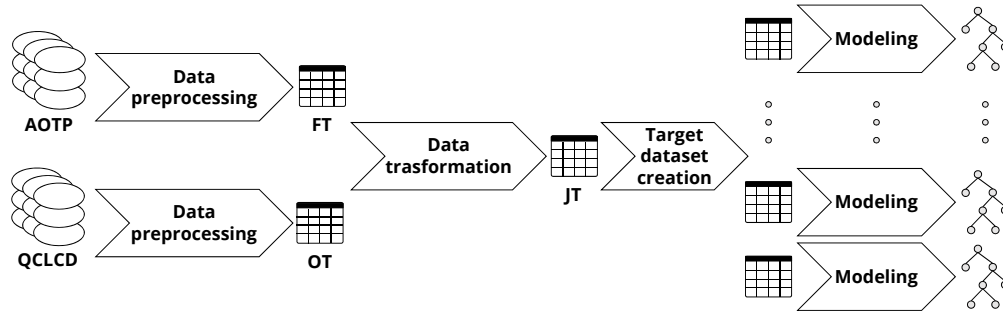 AOTP
Data
preprocessing
FT
QCLCD
Data
preprocessing
OT
Data
trasformation
JT
Target
dataset
creation
Modeling
Modeling
Modeling